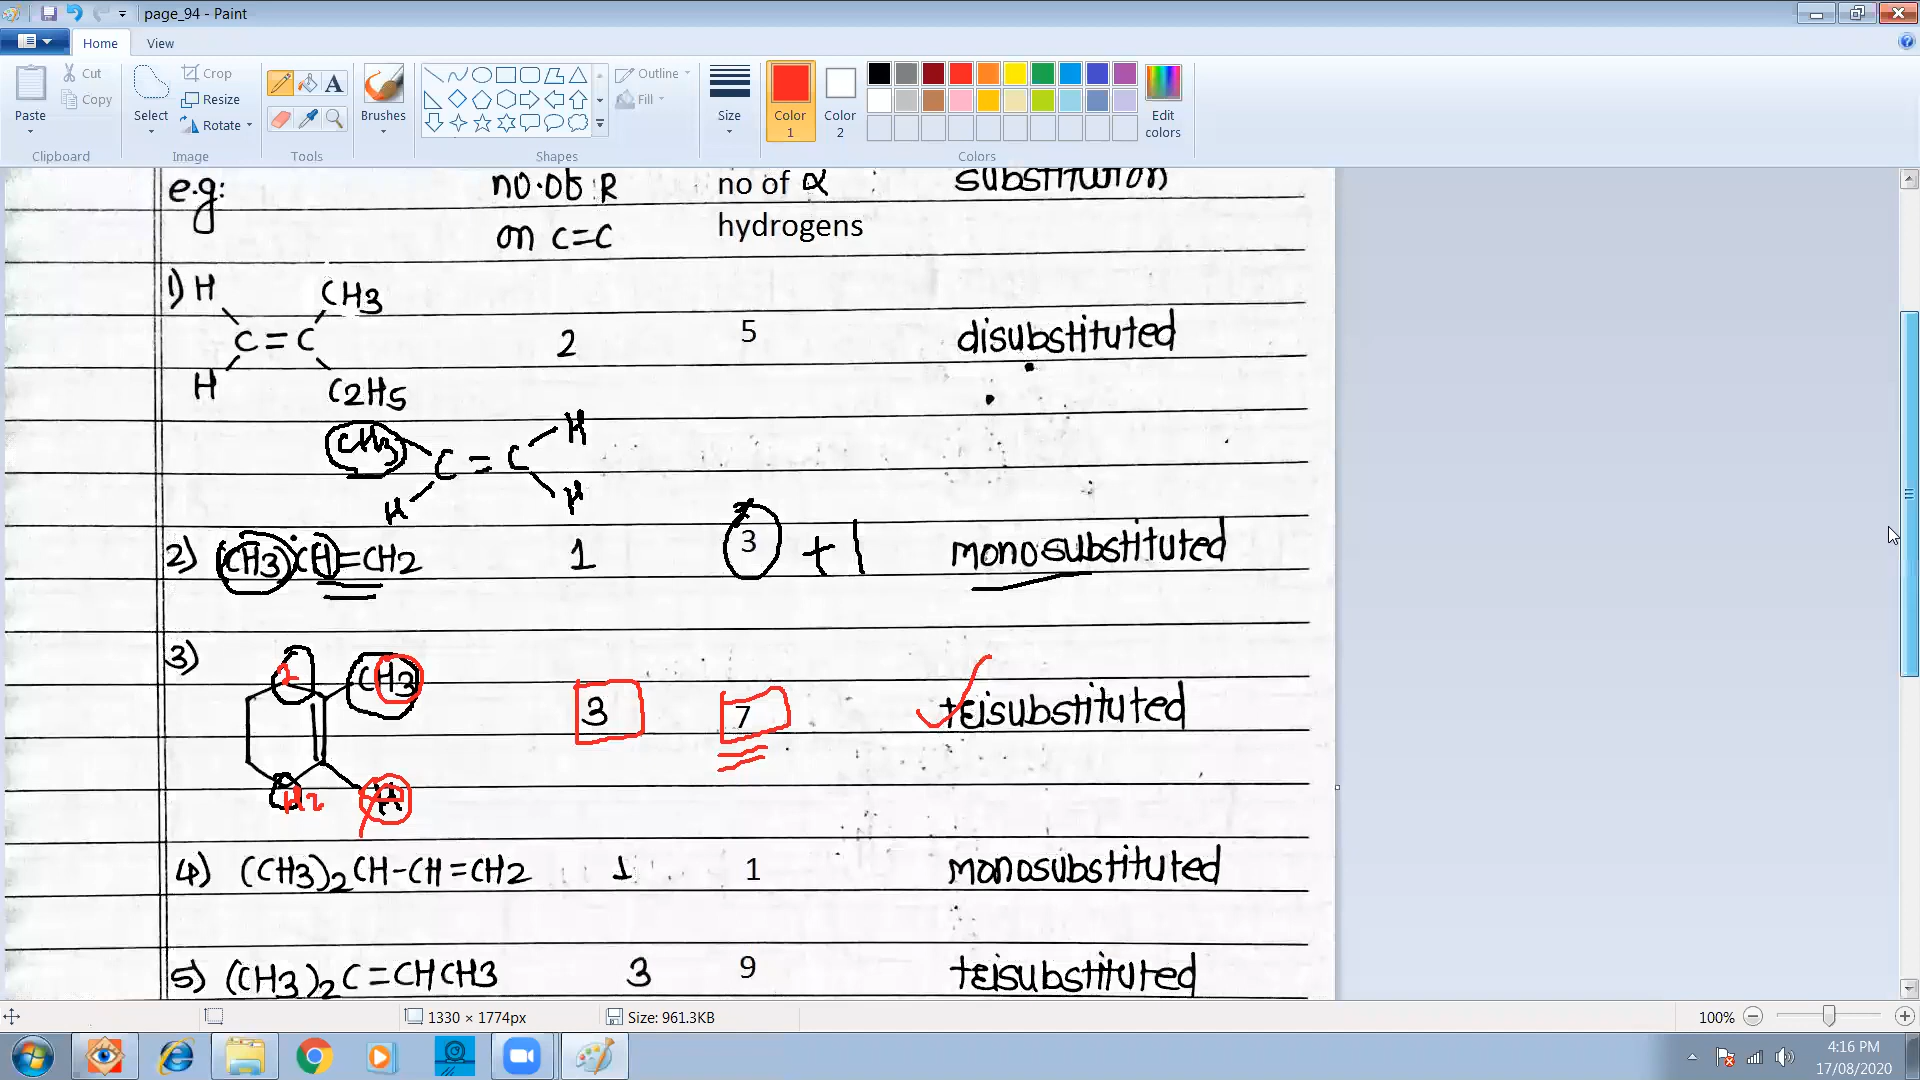 page_94 - Paint
Home View
Paste Cut Copy Clipboard
Select Crop Resize Rotate Image
Tools
Brushes
Shapes
Outline Fill
Size
Color 1
Color 2
Edit colors
Colors
e.g: no. of R no of α substitution
on C=C hydrogens
1) H CH3
C=C 2 5 disubstituted
H C2H5
CH3 H
C=C
H H
2) CH3CH=CH2 1 3 +1 monosubstituted
3) 2 CH3 3 7 trisubstituted
H2 H
4) (CH3)2CH-CH=CH2 1 1 monosubstituted
5) (CH3)2C=CHCH3 3 9 trisubstituted
1330 × 1774px Size: 961.3KB 100%
4:16 PM
17/08/2020